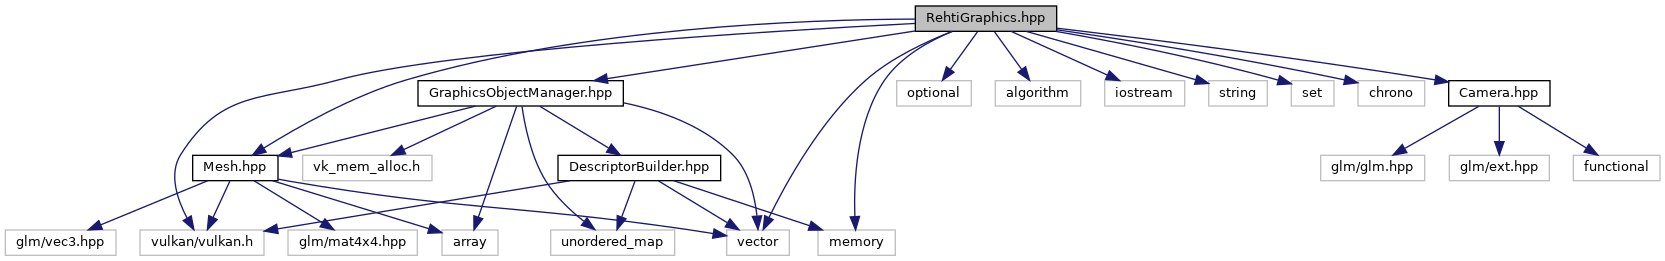 RehtiGraphics.hpp
GraphicsObjectManager.hpp
optional
algorithm
iostream
string
set
chrono
Camera.hpp
Mesh.hpp
vk_mem_alloc.h
DescriptorBuilder.hpp
glm/glm.hpp
glm/ext.hpp
functional
glm/vec3.hpp
vulkan/vulkan.h
glm/mat4x4.hpp
array
unordered_map
vector
memory